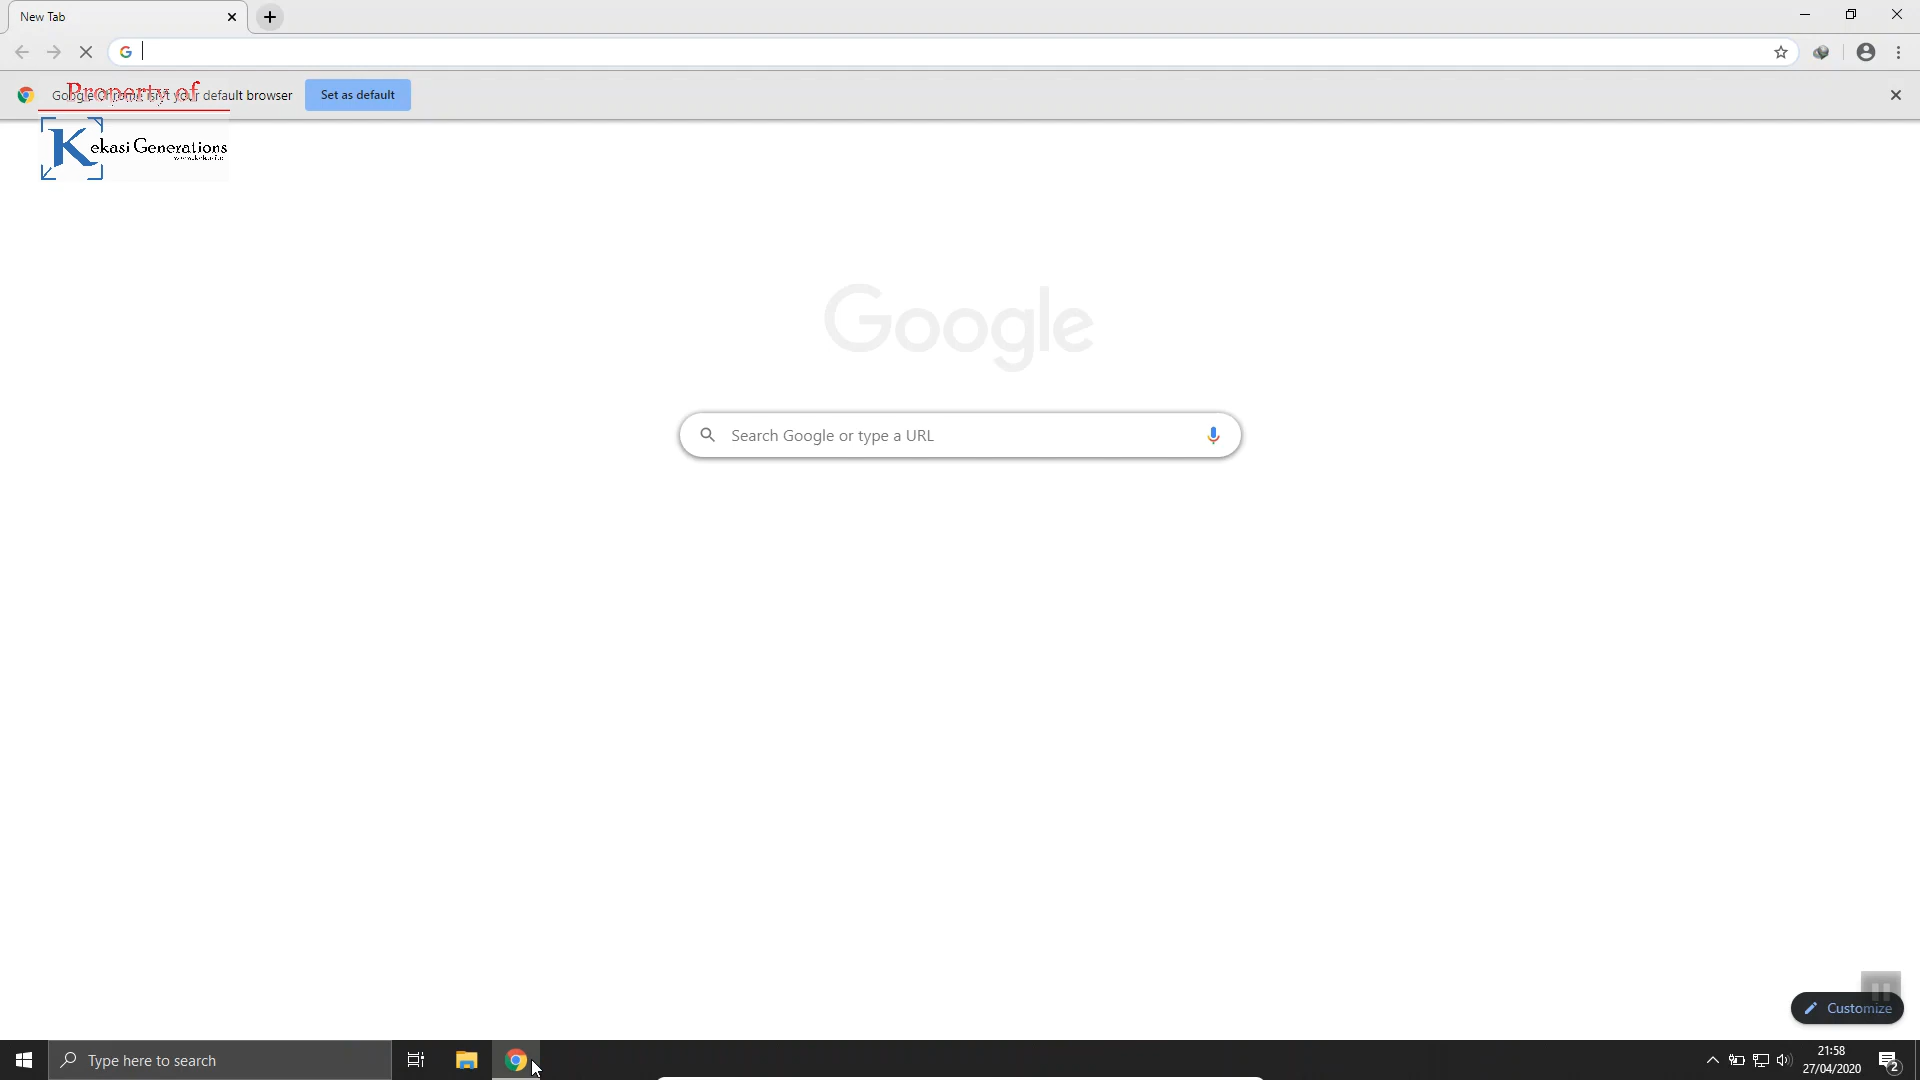 New Tab
Property of
Google Chrome isn't your default browser
Set as default
Kekasi Generations
Google
Search Google or type a URL
Customize
Type here to search
21:58
27/04/2020
2